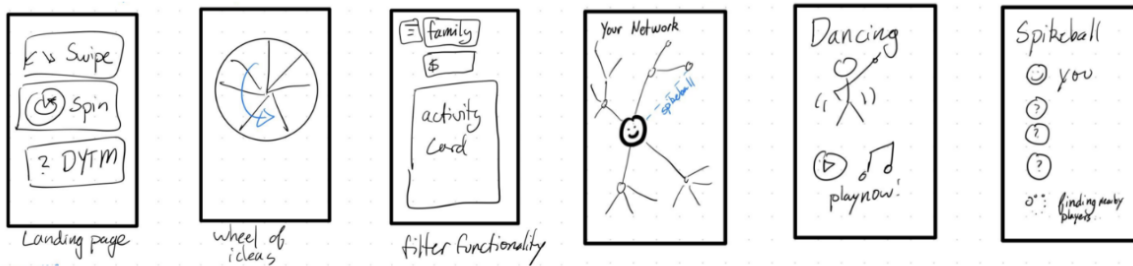 Swipe
Spin
? DYTM
Landing page
wheel of
ideas
family
$
activity
card
filter functionality
Your Network
spikeball
Dancing
play now!
Spikeball
you
?
?
?
finding nearby
players